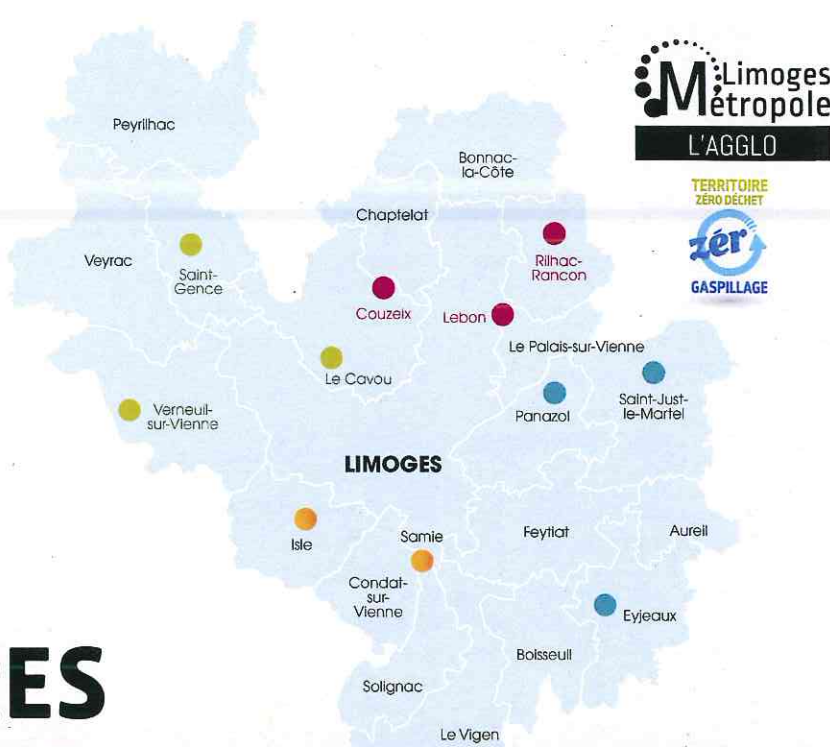 Limoges
Métropole
L'AGGLO
TERRITOIRE
ZÉRO DÉCHET
zér
GASPILLAGE
Peyrilhac
Bonnac-
la-Côte
Chaptelat
Veyrac
Saint-
Gence
Rilhac-
Rancon
Couzeix
Lebon
Le Palais-sur-Vienne
Le Cavou
Saint-Just-
le-Martel
Verneuil-
sur-Vienne
Panazol
LIMOGES
Isle
Samie
Feytiat
Aureil
Condat-
sur-
Vienne
Eyjeaux
Boisseuil
Solignac
Le Vigen
ES